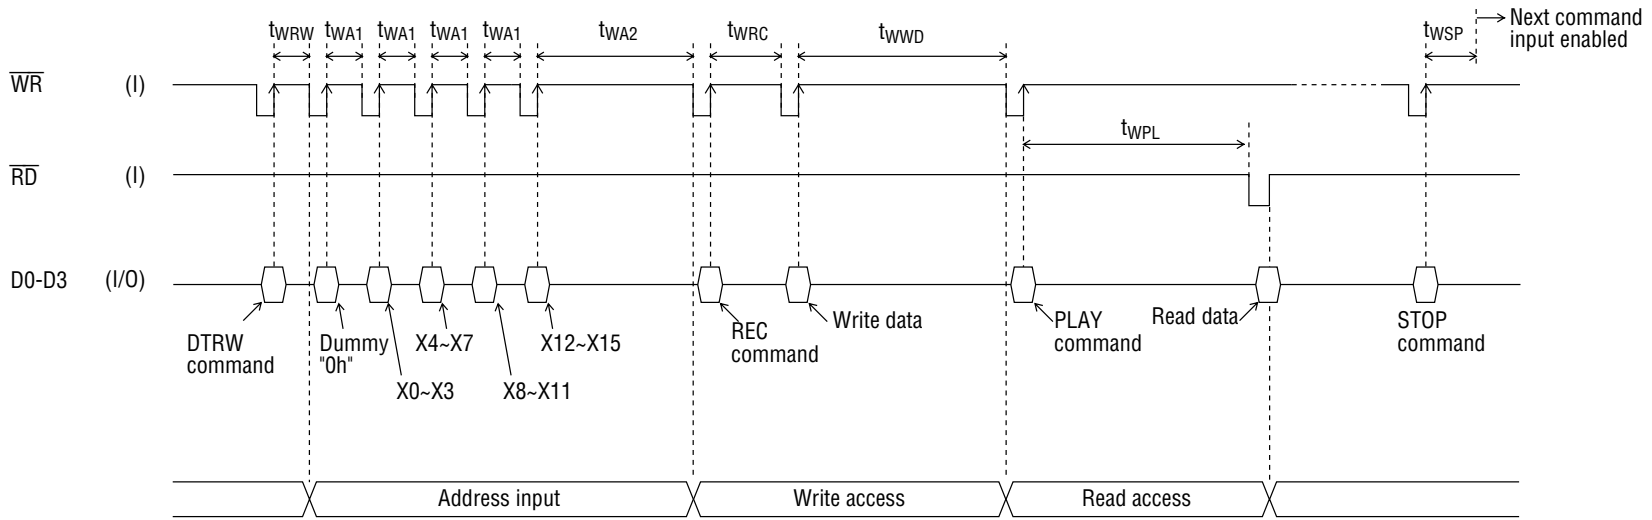 tWRW tWA1 tWA1 tWA1 tWA1 tWA2 tWRC tWWD tWSP Next command
input enabled
WR (I)
tWPL
RD (I)
D0-D3 (I/O)
DTRW
command
Dummy
"0h"
X0~X3
X4~X7
X8~X11
X12~X15
REC
command
Write data
PLAY
command
Read data
STOP
command
Address input Write access Read access